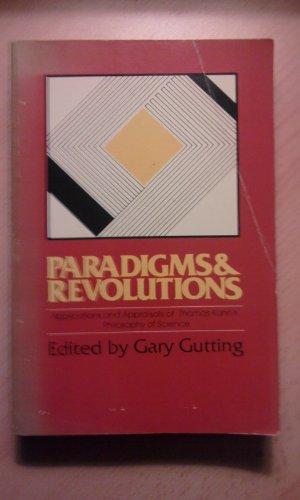 PARADIGMS &
REVOLUTIONS
Applications and Appraisals of Thomas Kuhn's
Philosophy of Science
Edited by Gary Gutting